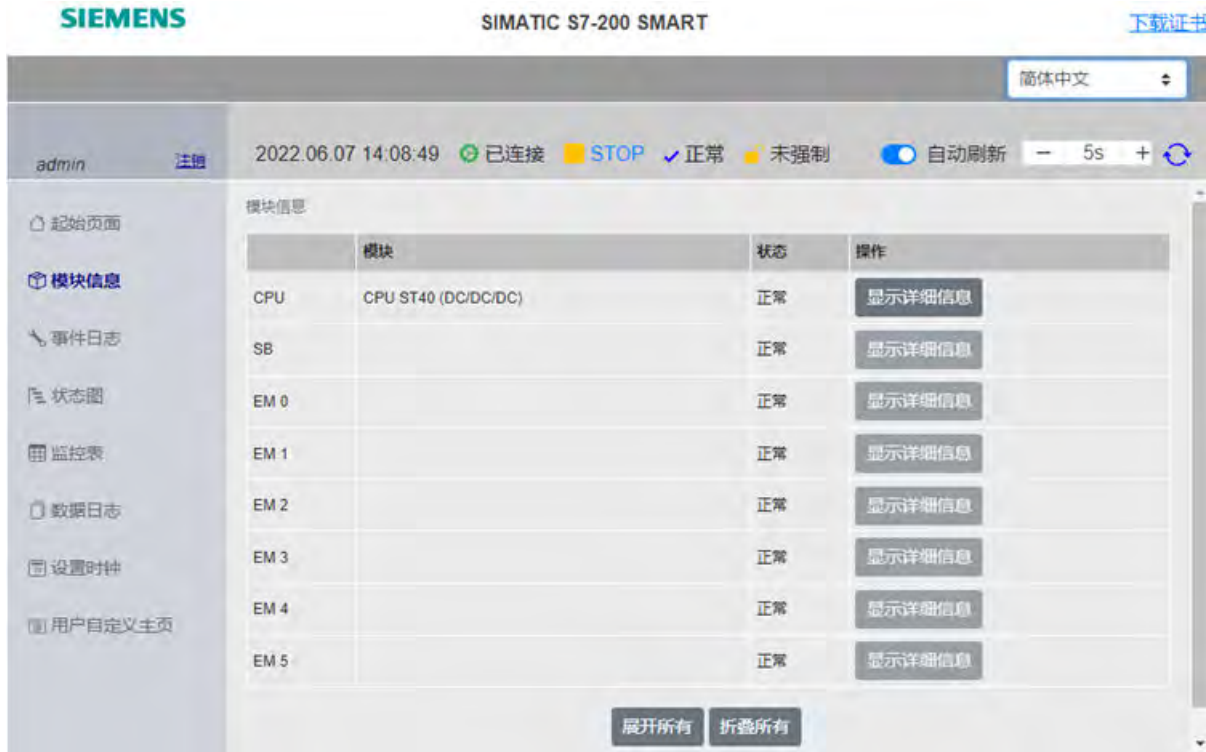 SIEMENS
SIMATIC S7-200 SMART
下载证书
简体中文
admin
注销
2022.06.07 14:08:49 已连接 STOP 正常 未强制 自动刷新 − 5s +
起始页面
模块信息
事件日志
状态图
监控表
数据日志
设置时钟
用户自定义主页
模块信息
模块 状态 操作
CPU CPU ST40 (DC/DC/DC) 正常 显示详细信息
SB 正常 显示详细信息
EM 0 正常 显示详细信息
EM 1 正常 显示详细信息
EM 2 正常 显示详细信息
EM 3 正常 显示详细信息
EM 4 正常 显示详细信息
EM 5 正常 显示详细信息
展开所有 折叠所有